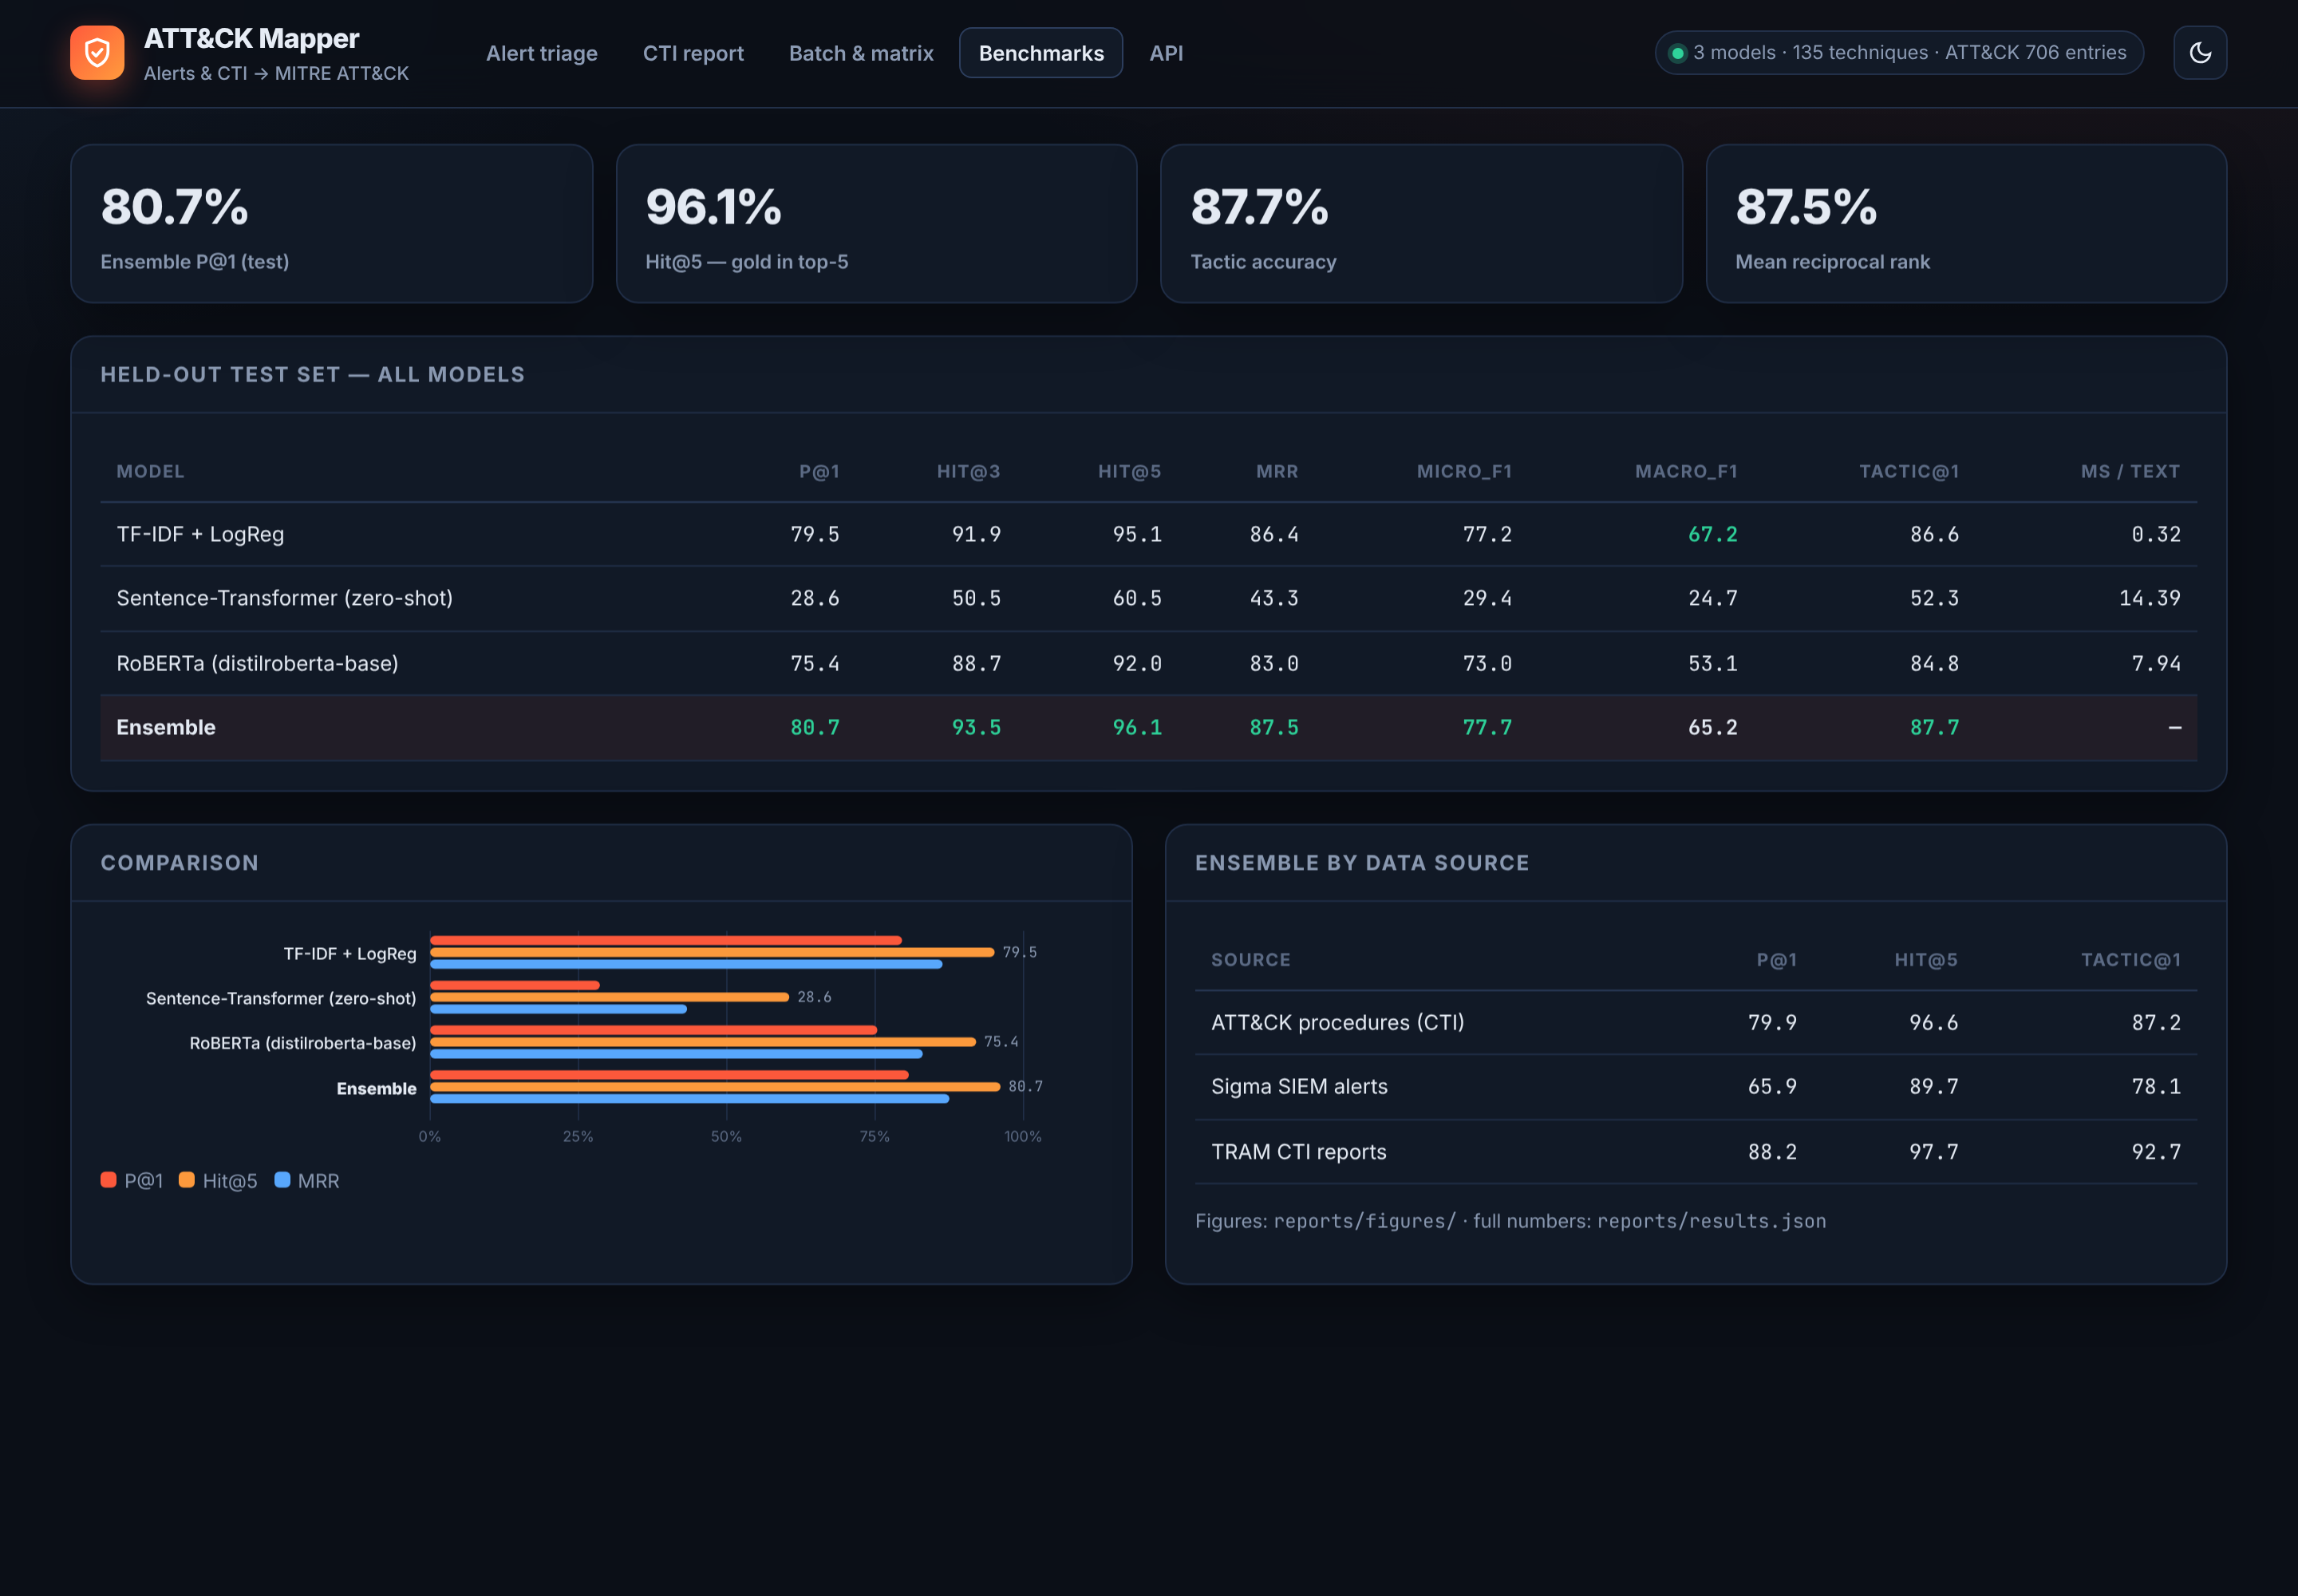 ATT&CK Mapper
Alerts & CTI → MITRE ATT&CK
Alert triage
CTI report
Batch & matrix
Benchmarks
API
3 models · 135 techniques · ATT&CK 706 entries
80.7%
Ensemble P@1 (test)
96.1%
Hit@5 — gold in top-5
87.7%
Tactic accuracy
87.5%
Mean reciprocal rank
HELD-OUT TEST SET — ALL MODELS
MODEL P@1 HIT@3 HIT@5 MRR MICRO_F1 MACRO_F1 TACTIC@1 MS / TEXT
TF-IDF + LogReg 79.5 91.9 95.1 86.4 77.2 67.2 86.6 0.32
Sentence-Transformer (zero-shot) 28.6 50.5 60.5 43.3 29.4 24.7 52.3 14.39
RoBERTa (distilroberta-base) 75.4 88.7 92.0 83.0 73.0 53.1 84.8 7.94
Ensemble 80.7 93.5 96.1 87.5 77.7 65.2 87.7 —
COMPARISON
TF-IDF + LogReg 79.5
Sentence-Transformer (zero-shot) 28.6
RoBERTa (distilroberta-base) 75.4
Ensemble 80.7
0% 25% 50% 75% 100%
P@1 Hit@5 MRR
ENSEMBLE BY DATA SOURCE
SOURCE P@1 HIT@5 TACTIC@1
ATT&CK procedures (CTI) 79.9 96.6 87.2
Sigma SIEM alerts 65.9 89.7 78.1
TRAM CTI reports 88.2 97.7 92.7
Figures: reports/figures/ · full numbers: reports/results.json